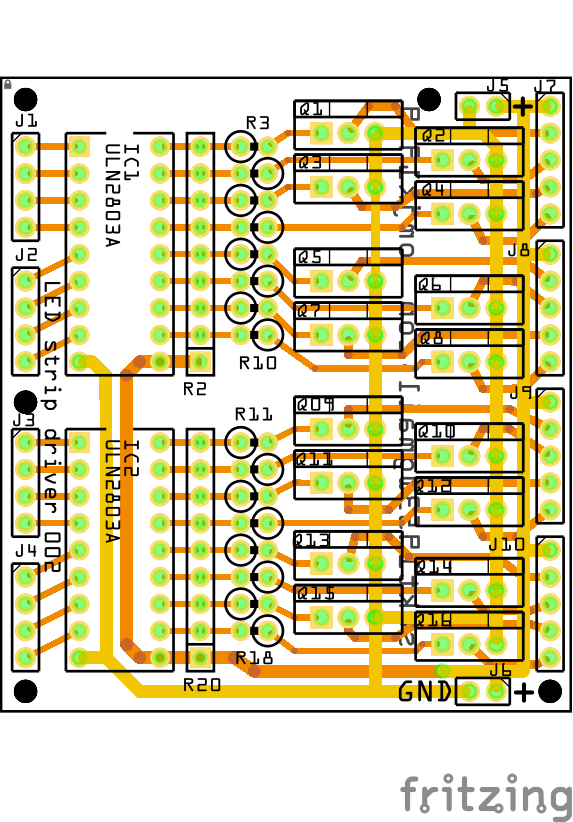 J5 J7
J1
R3
Q1
IC1
ULN2803A
Q2
Q3
Q4
J2
J8
Q5
Q6
LED strip driver 002
Q7
Q8
R10
R2
J9
Q09
R11
J3
IC2
ULN2803A
Q10
Q11
Q12
J10
Q13
J4
Q14
Q15
Q16
R18
J6
R20
GND +
+
fritzing